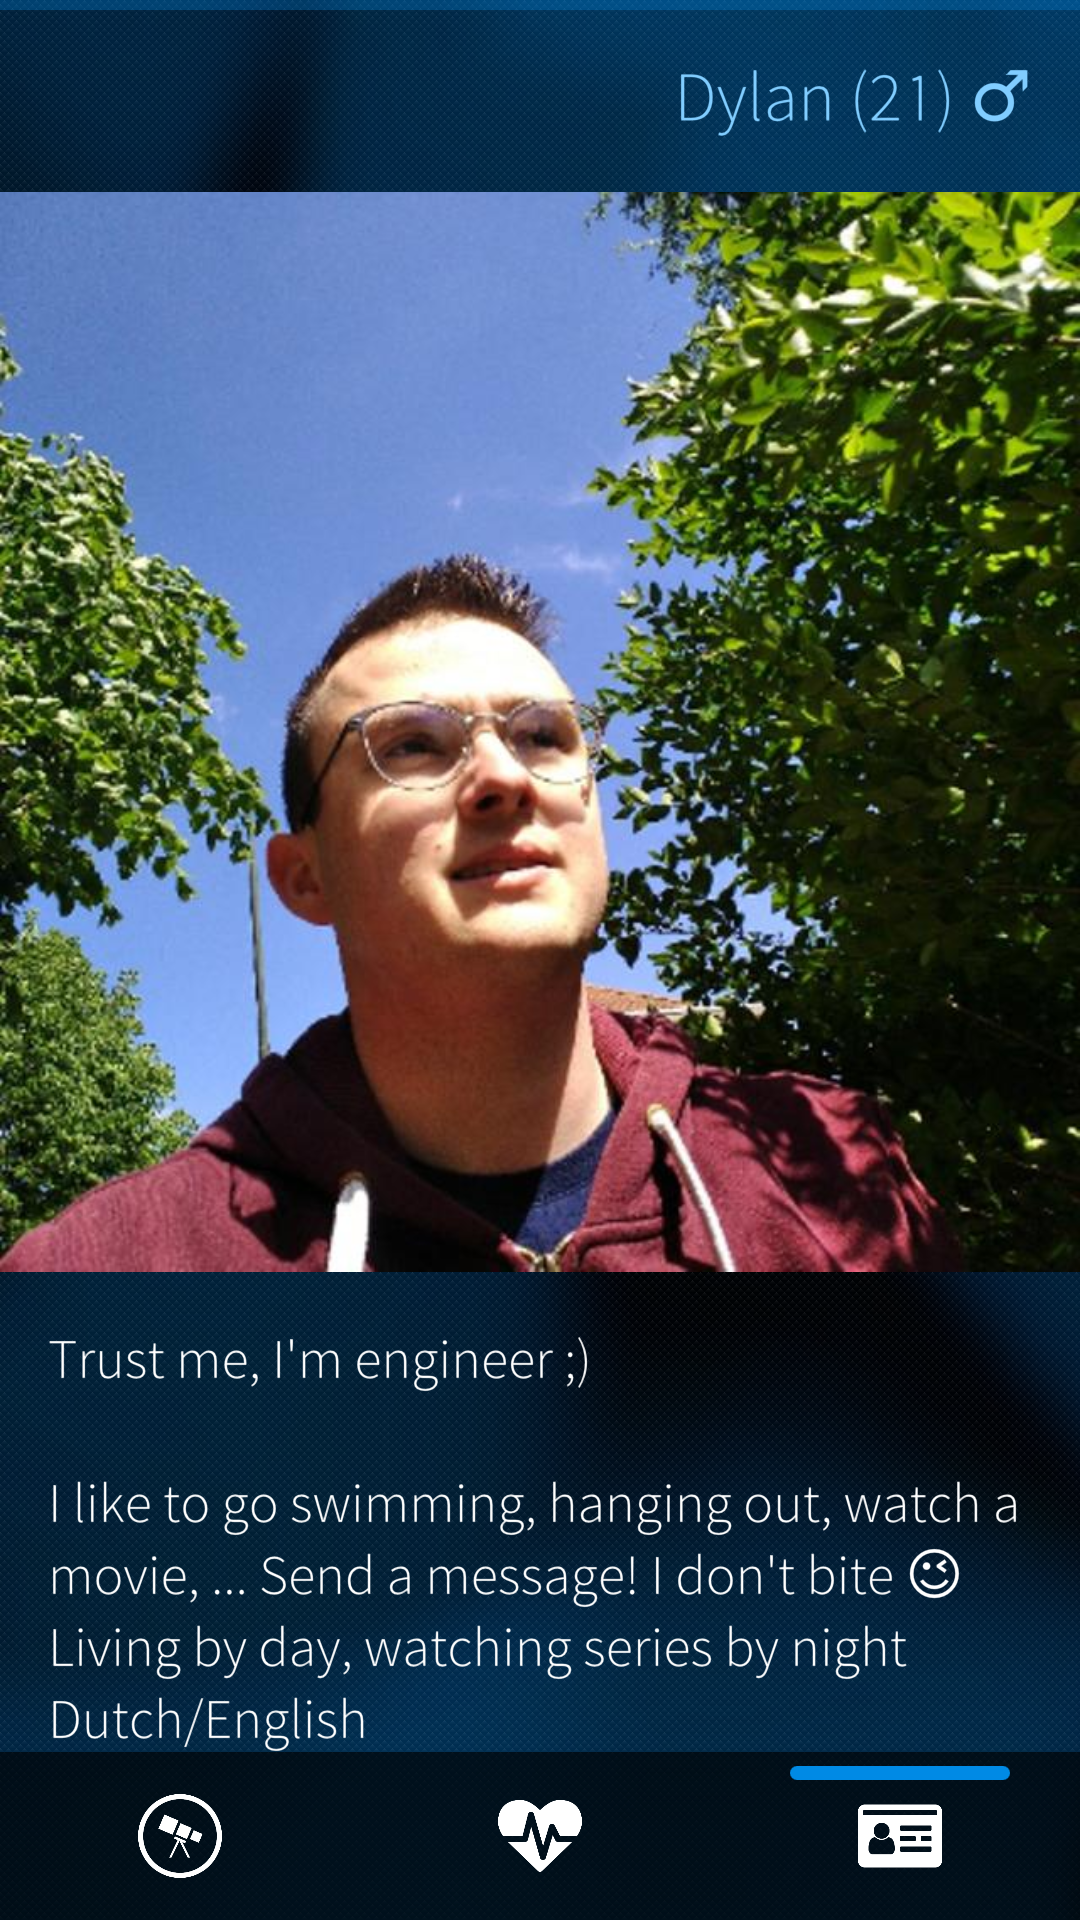 Dylan (21) ♂
Trust me, I'm engineer ;)
I like to go swimming, hanging out, watch a
movie, ... Send a message! I don't bite 😉
Living by day, watching series by night
Dutch/English